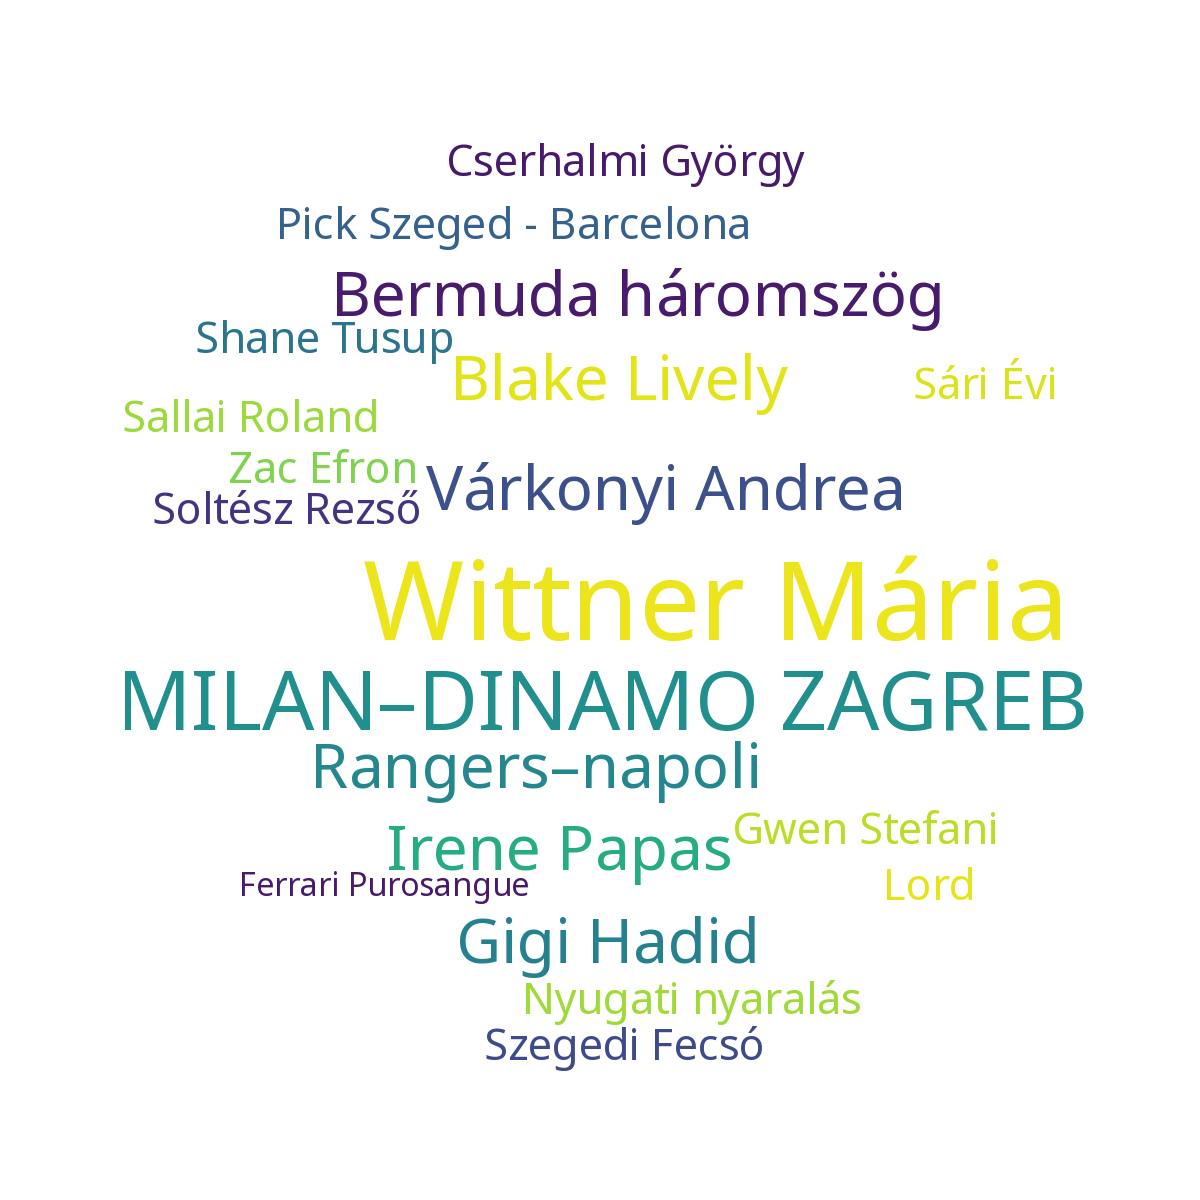 Cserhalmi György
Pick Szeged - Barcelona
Bermuda háromszög
Shane Tusup
Blake Lively
Sári Évi
Sallai Roland
Zac Efron
Várkonyi Andrea
Soltész Rezső
Wittner Mária
MILAN–DINAMO ZAGREB
Rangers–napoli
Gwen Stefani
Irene Papas
Ferrari Purosangue
Lord
Gigi Hadid
Nyugati nyaralás
Szegedi Fecsó